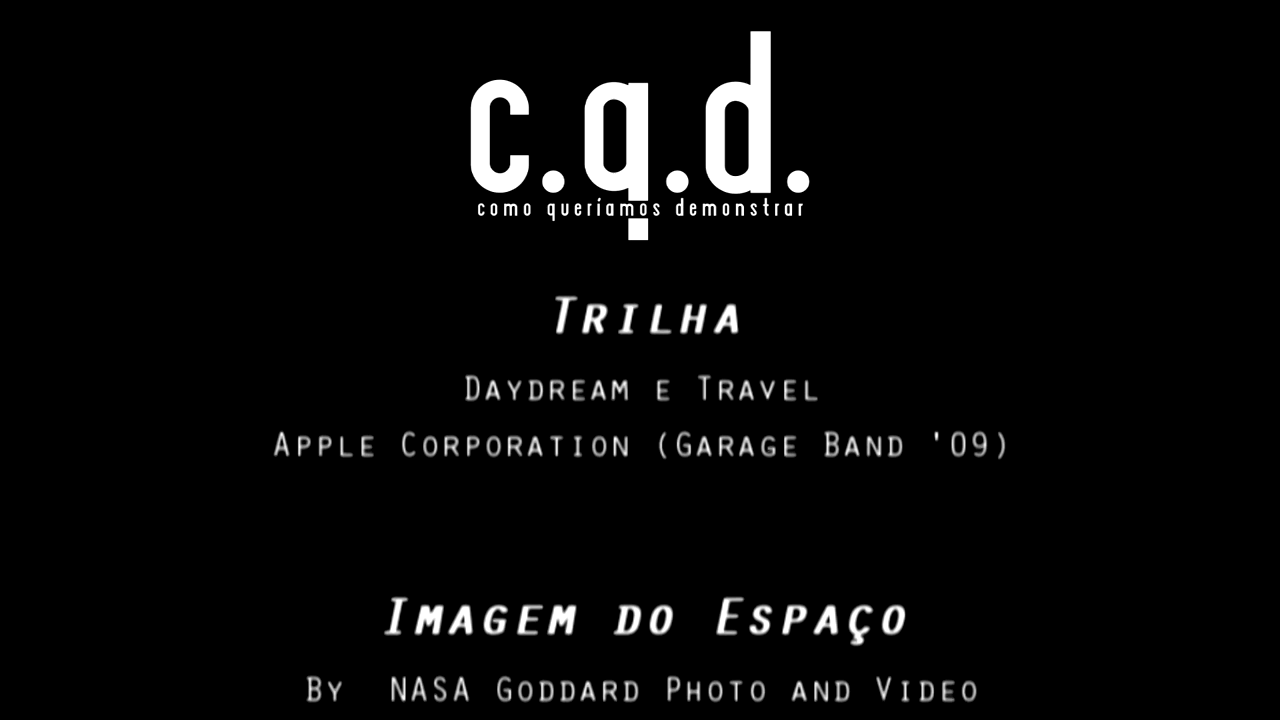 c.q.d.
como queríamos demonstrar
Trilha
Daydream e Travel
Apple Corporation (Garage Band '09)
Imagem do Espaço
By NASA Goddard Photo and Video